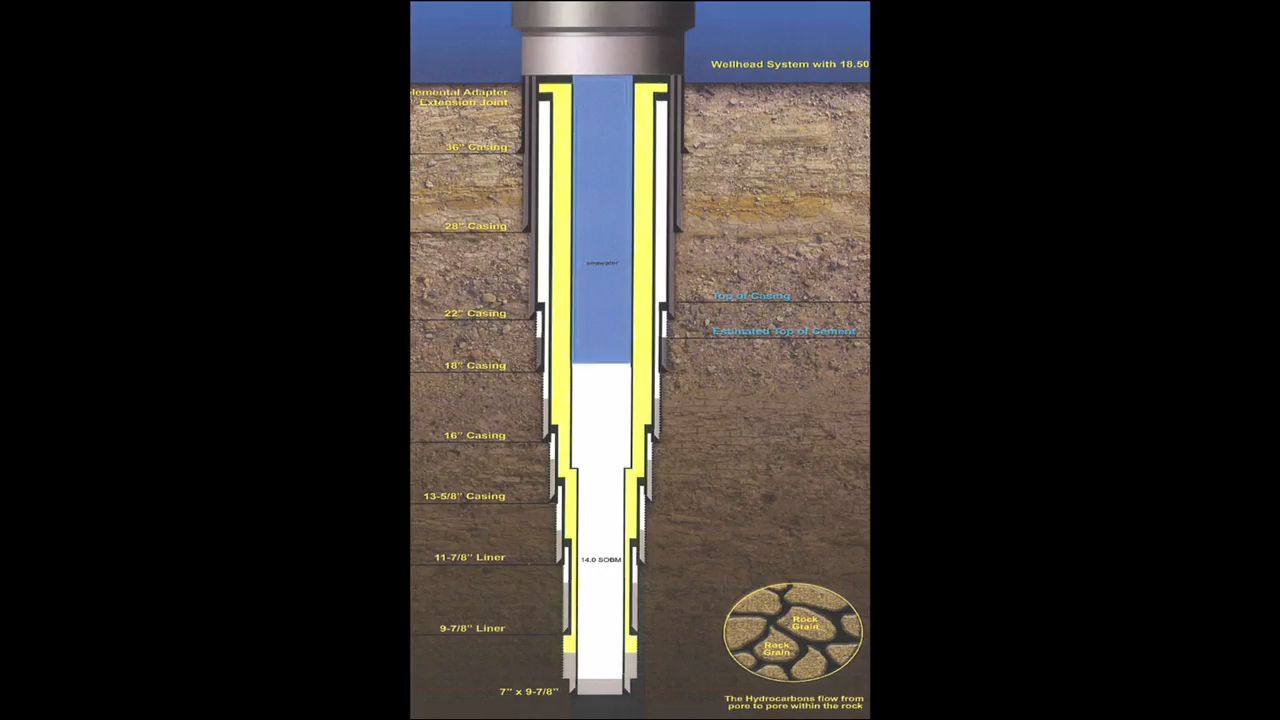 Wellhead System with 18.50
lemental Adapter
Extension Joint
36" Casing
28" Casing
seawater
Top of Casing
22" Casing
Estimated Top of Cement
18" Casing
16" Casing
13-5/8" Casing
11-7/8" Liner
14.0 SOBM
9-7/8" Liner
Rock
Grain
Rock
Grain
7" x 9-7/8"
The Hydrocarbons flow from
pore to pore within the rock